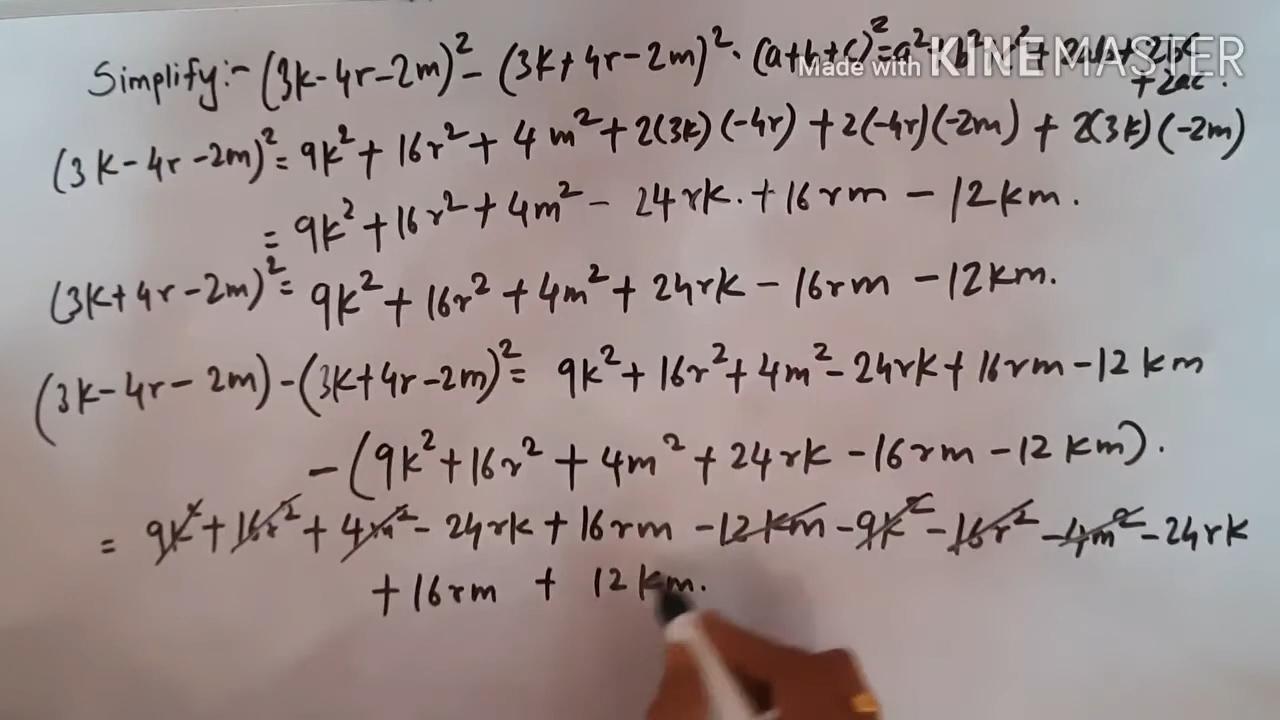 Simplify:- (3k-4r-2m)² - (3k+4r-2m)². (a+b+c)²=a²+b²+c²+2ab+2bc
+2ac.
Made with KINEMASTER
(3k-4r-2m)²= 9k²+16r²+4m²+2(3k)(-4r)+2(-4r)(-2m)+2(3k)(-2m)
= 9k²+16r²+4m²- 24rk.+16rm-12km.
(3k+4r-2m)²= 9k²+16r²+4m²+24rk-16rm-12km.
(3k-4r-2m)-(3k+4r-2m)²= 9k²+16r²+4m²-24rk+16rm-12km
-(9k²+16r²+4m²+24rk-16rm-12km).
= 9k²+16r²+4m²-24rk+16rm-12km-9k²-16r²-4m²-24rk
+16rm + 12km.